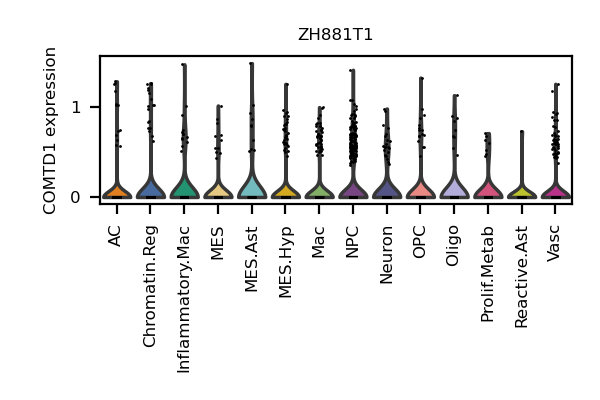 ZH881T1
COMTD1 expression
1
0
AC
Chromatin.Reg
Inflammatory.Mac
MES
MES.Ast
MES.Hyp
Mac
NPC
Neuron
OPC
Oligo
Prolif.Metab
Reactive.Ast
Vasc